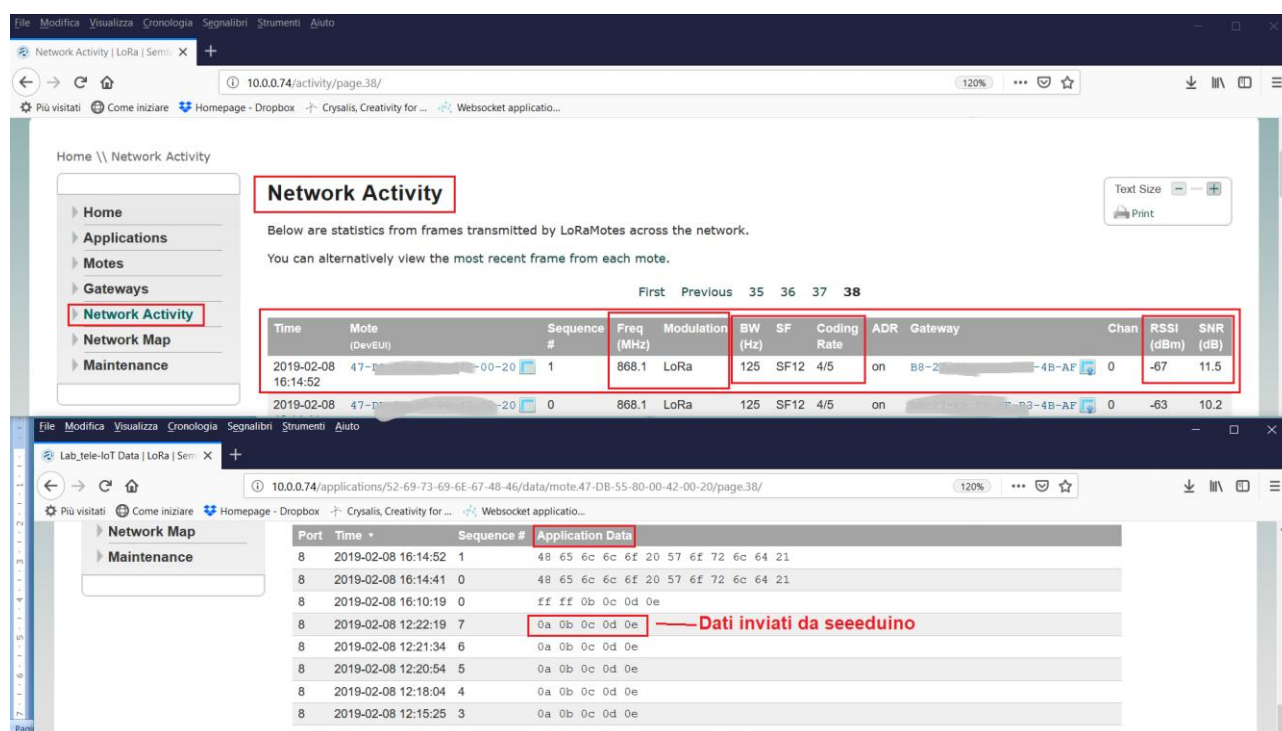 File Modifica Visualizza Cronologia Segnalibri Strumenti Aiuto
Network Activity | LoRa | Semt
10.0.0.74/activity/page.38/
120%
Più visitati Come iniziare Homepage - Dropbox Crysalis, Creativity for ... Websocket applicatio...
Home \\ Network Activity
Home
Applications
Motes
Gateways
Network Activity
Network Map
Maintenance
Network Activity
Text Size
Print
Below are statistics from frames transmitted by LoRaMotes across the network.
You can alternatively view the most recent frame from each mote.
First Previous 35 36 37 38
Time Mote (DevEUI) Sequence # Freq (MHz) Modulation BW (Hz) SF Coding Rate ADR Gateway Chan RSSI (dBm) SNR (dB)
2019-02-08 16:14:52 47- -00-20 1 868.1 LoRa 125 SF12 4/5 on B8-2 -4B-AF 0 -67 11.5
2019-02-08 47- -20 0 868.1 LoRa 125 SF12 4/5 on -4B-AF 0 -63 10.2
File Modifica Visualizza Cronologia Segnalibri Strumenti Aiuto
Lab_tele-IoT Data | LoRa | Sem
10.0.0.74/applications/52-69-73-69-6E-67-48-46/data/mote.47-DB-55-80-00-42-00-20/page.38/
120%
Più visitati Come iniziare Homepage - Dropbox Crysalis, Creativity for ... Websocket applicatio...
Network Map
Maintenance
Port Time Sequence # Application Data
8 2019-02-08 16:14:52 1 48 65 6c 6c 6f 20 57 6f 72 6c 64 21
8 2019-02-08 16:14:41 0 48 65 6c 6c 6f 20 57 6f 72 6c 64 21
8 2019-02-08 16:10:19 0 ff ff 0b 0c 0d 0e
8 2019-02-08 12:22:19 7 0a 0b 0c 0d 0e Dati inviati da seeeduino
8 2019-02-08 12:21:34 6 0a 0b 0c 0d 0e
8 2019-02-08 12:20:54 5 0a 0b 0c 0d 0e
8 2019-02-08 12:18:04 4 0a 0b 0c 0d 0e
8 2019-02-08 12:15:25 3 0a 0b 0c 0d 0e